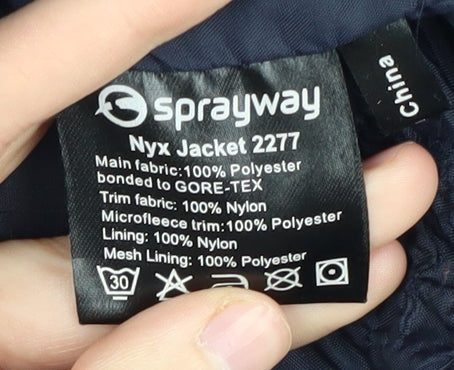 sprayway
Nyx Jacket 2277
Main fabric:100% Polyester
bonded to GORE-TEX
Trim fabric: 100% Nylon
Microfleece trim:100% Polyester
Lining: 100% Nylon
Mesh Lining: 100% Polyester
30
China